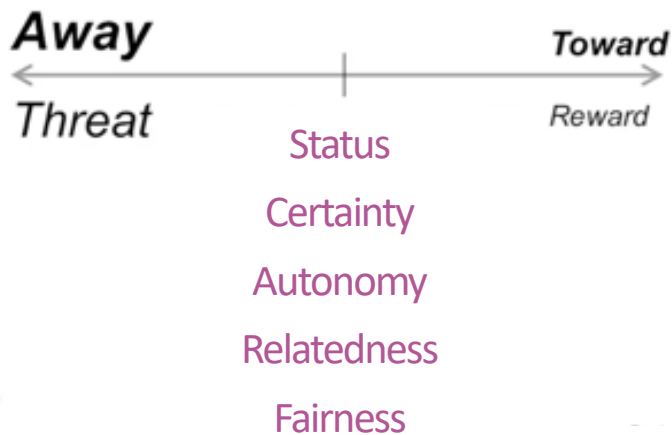 Away Toward
Threat Reward
Status
Certainty
Autonomy
Relatedness
Fairness